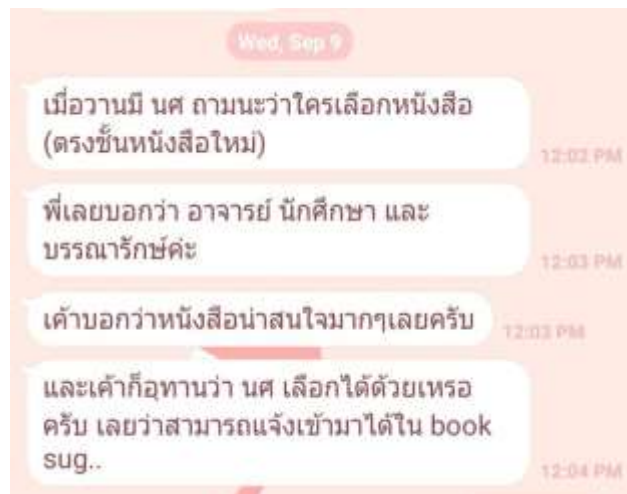 Wed, Sep 9
เมื่อวานมี นศ ถามนะว่าใครเลือกหนังสือ
(ตรงชั้นหนังสือใหม่)
12:02 PM
พี่เลยบอกว่า อาจารย์ นักศึกษา และ
บรรณารักษ์ค่ะ
12:03 PM
เค้าบอกว่าหนังสือน่าสนใจมากๆเลยครับ
12:03 PM
และเค้าก็อุทานว่า นศ เลือกได้ด้วยเหรอ
ครับ เลยว่าสามารถแจ้งเข้ามาได้ใน book
sug..
12:04 PM